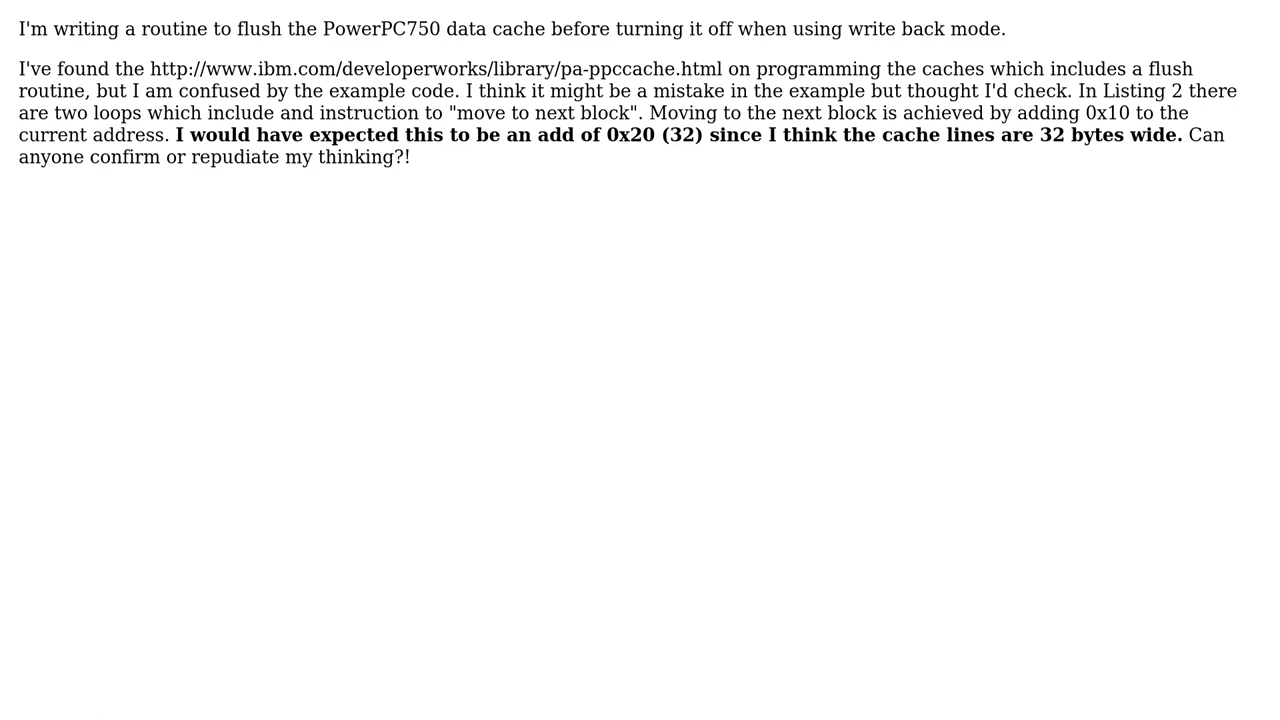 I'm writing a routine to flush the PowerPC750 data cache before turning it off when using write back mode.
I've found the http://www.ibm.com/developerworks/library/pa-ppccache.html on programming the caches which includes a flush
routine, but I am confused by the example code. I think it might be a mistake in the example but thought I'd check. In Listing 2 there
are two loops which include and instruction to "move to next block". Moving to the next block is achieved by adding 0x10 to the
current address. I would have expected this to be an add of 0x20 (32) since I think the cache lines are 32 bytes wide. Can
anyone confirm or repudiate my thinking?!